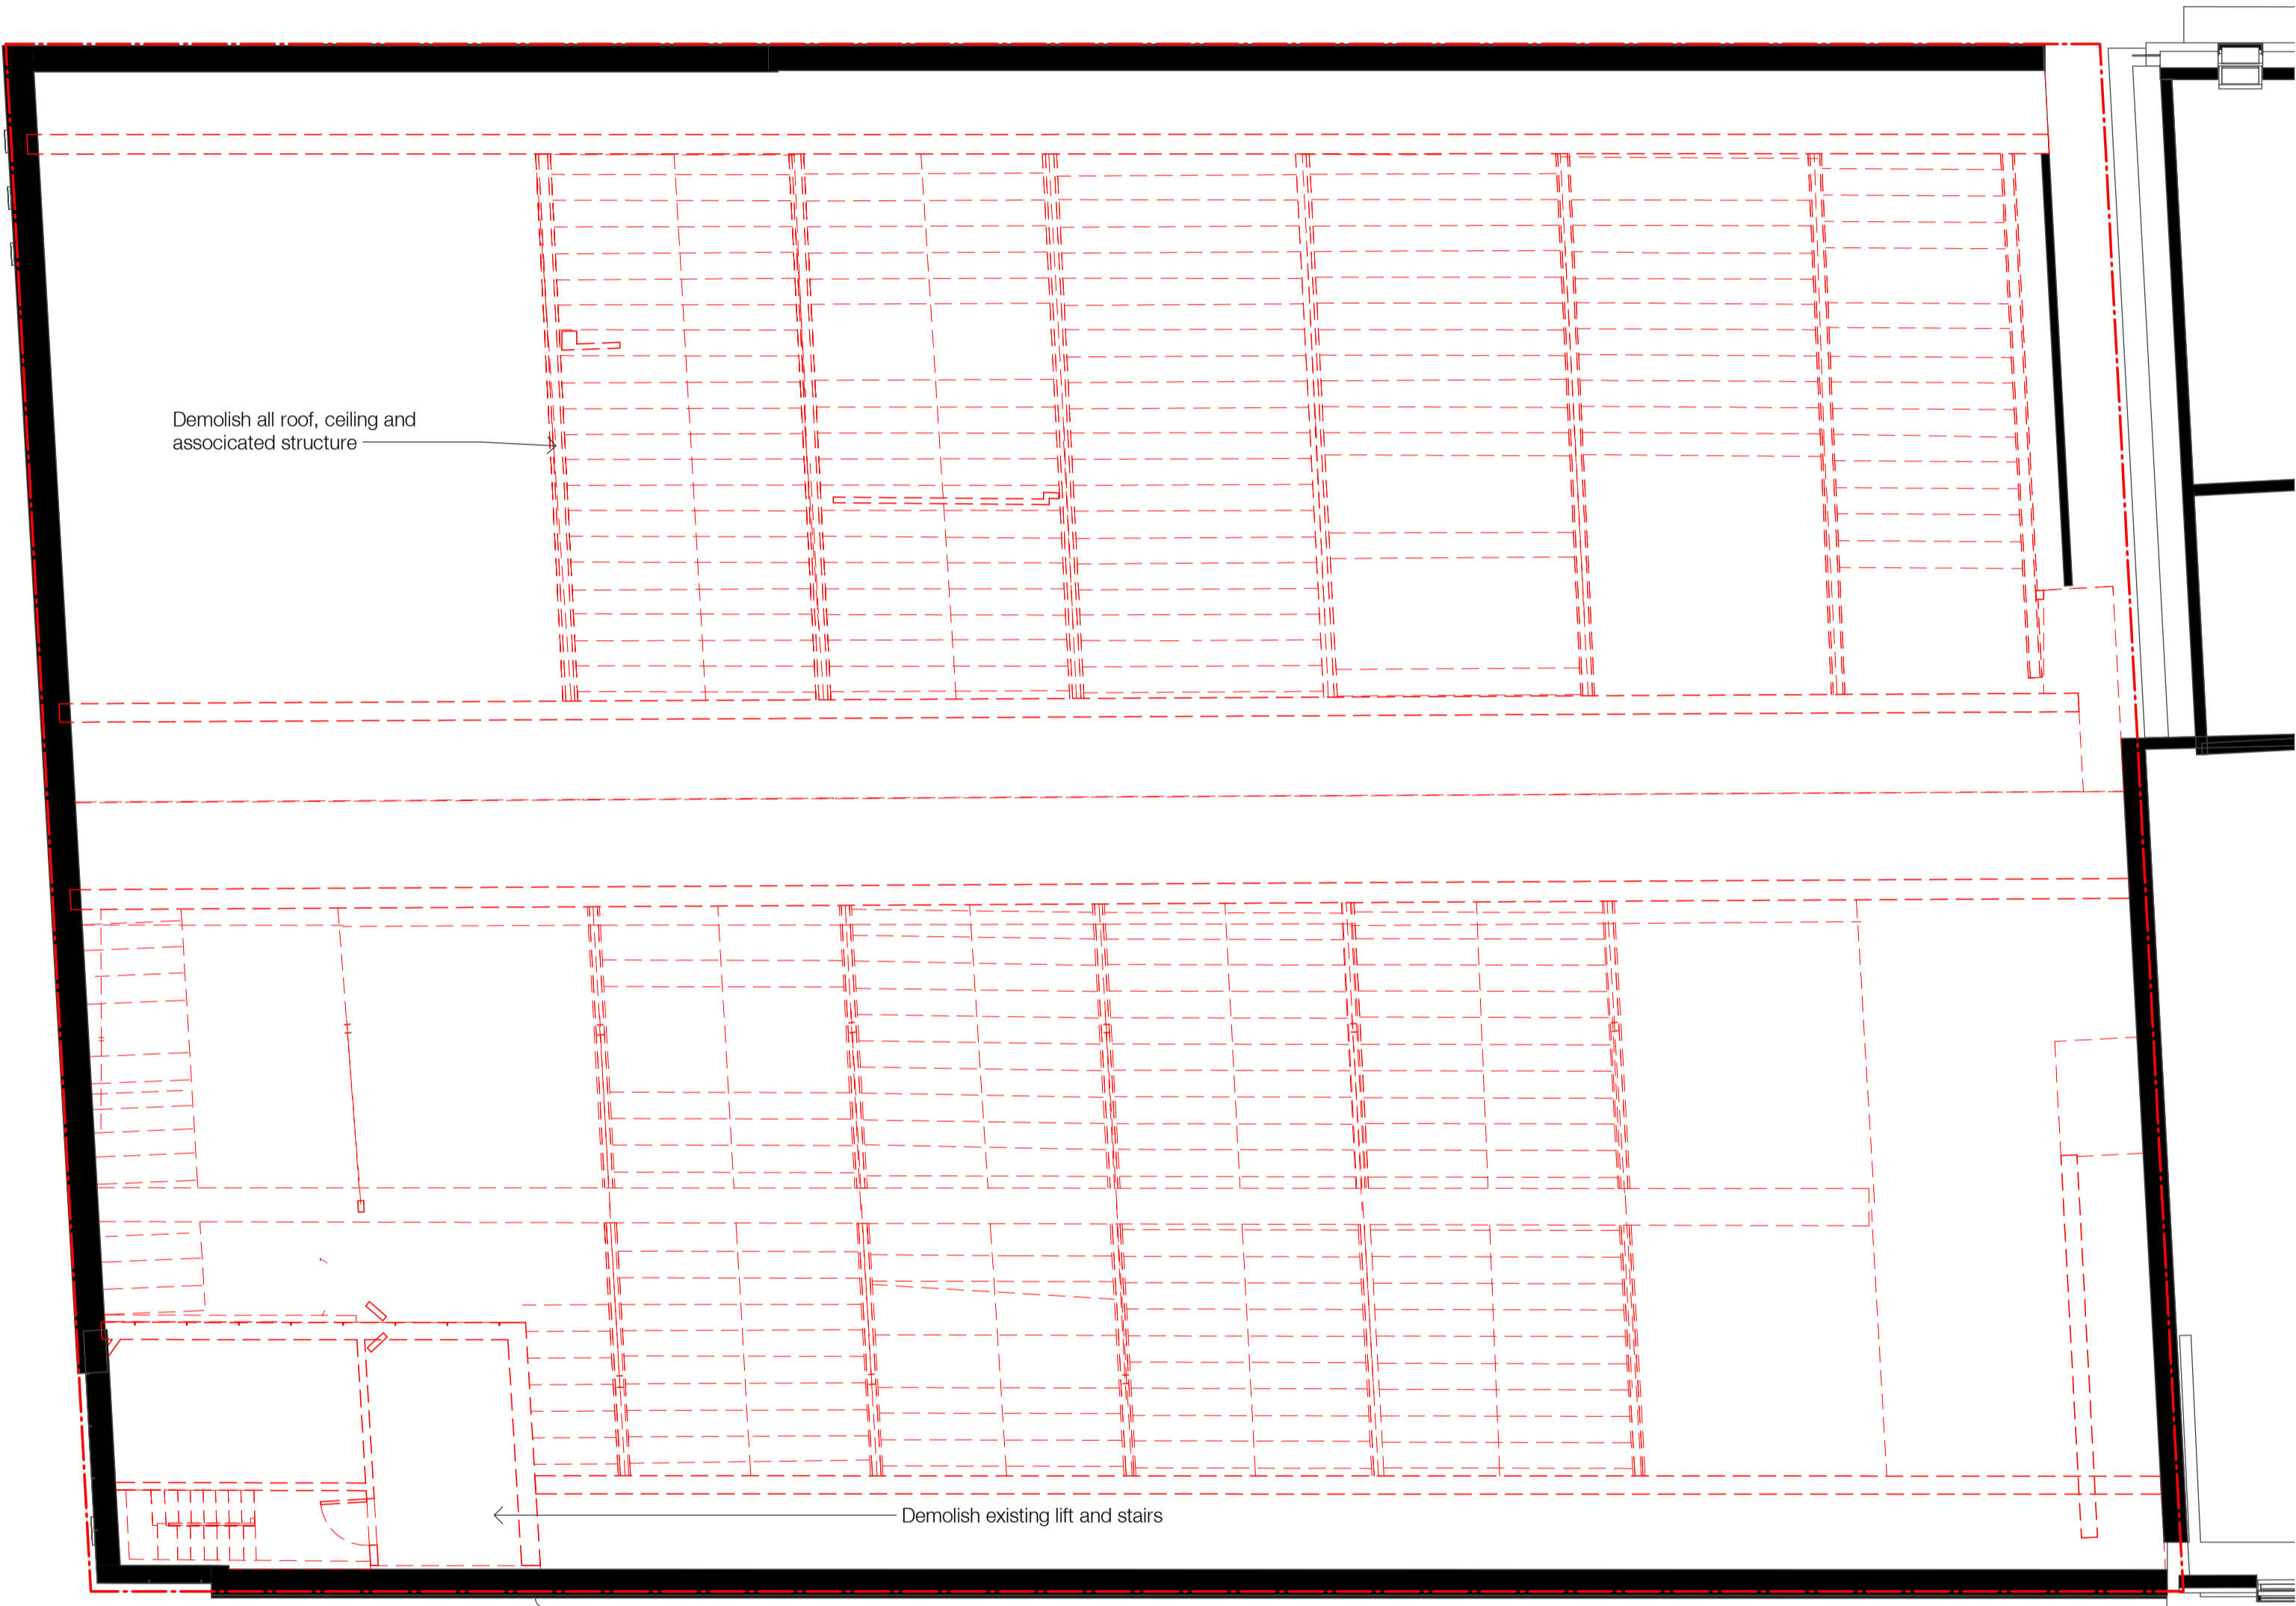 Demolish all roof, ceiling and
associcated structure
Demolish existing lift and stairs